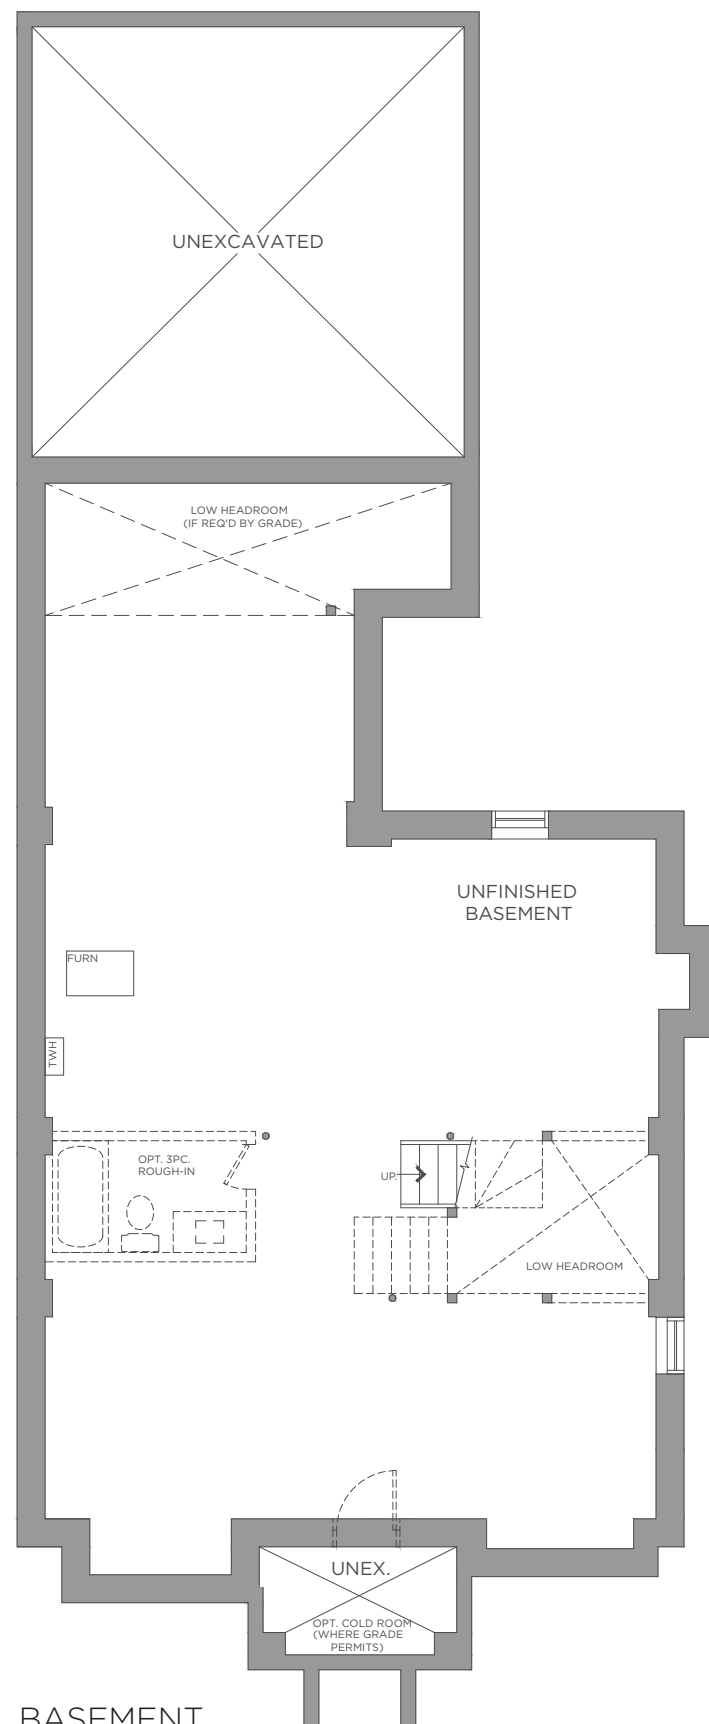 UNEXCAVATED
LOW HEADROOM
(IF REQ'D BY GRADE)
UNFINISHED
BASEMENT
FURN
TWH
OPT. 3PC.
ROUGH-IN
UP.
LOW HEADROOM
UNEX.
OPT. COLD ROOM
(WHERE GRADE
PERMITS)
BASEMENT